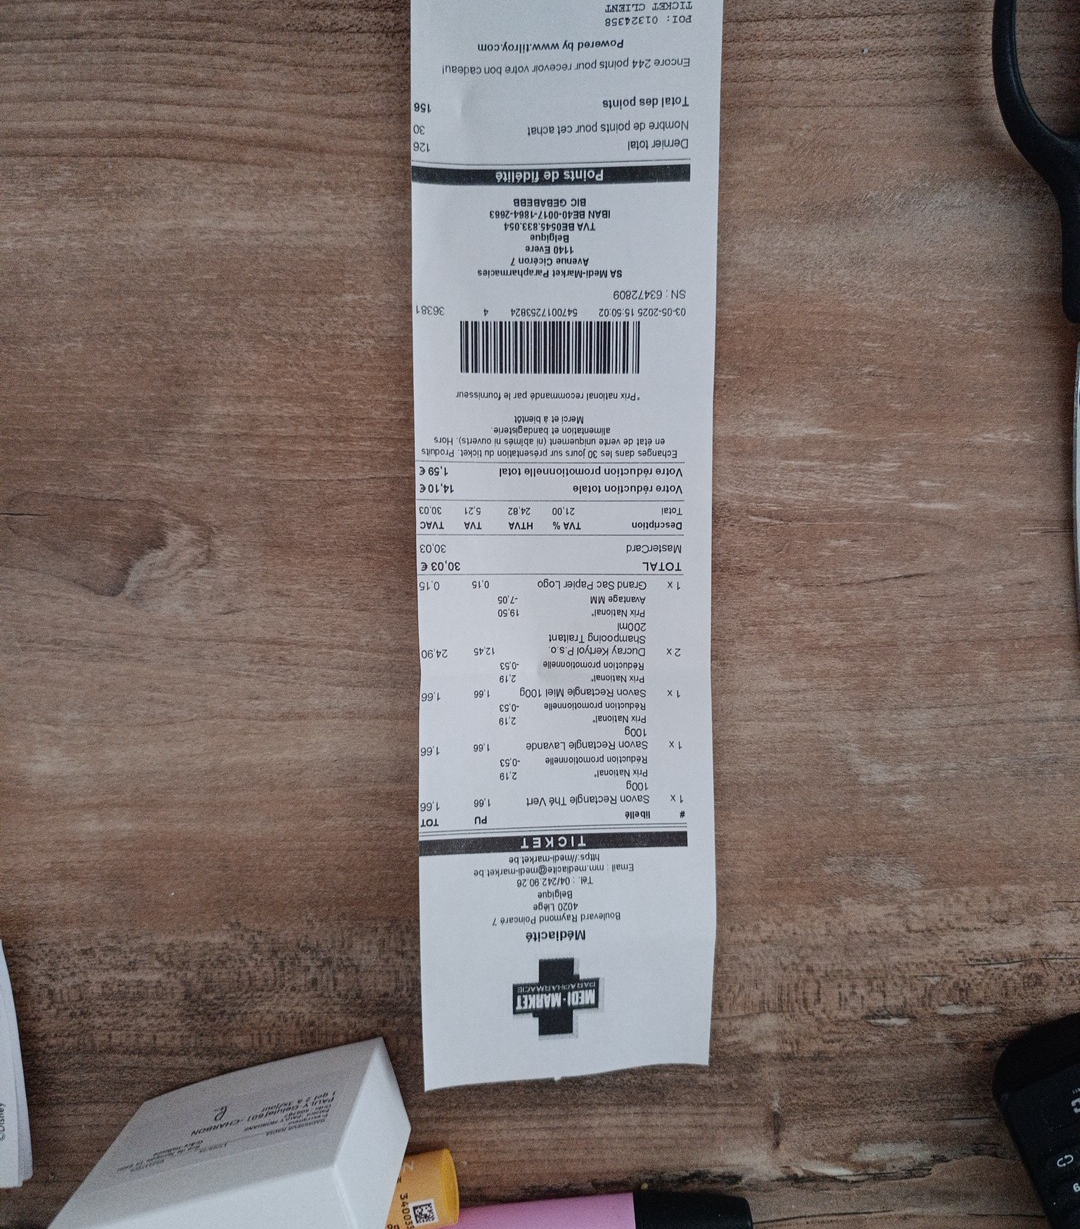 MEDI-MARKET
PARAPHARMACIE
Médiacité
Boulevard Raymond Poincaré 7
4020 Liège
Belgique
Tél. : 04/242.90.26
Email : mm.mediacite@medi-market.be
https://medi-market.be
TICKET
# libellé PU TOT
1 x Savon Rectangle Thé Vert 1,66 1,66
100g
Prix National* 2,19
Réduction promotionnelle -0,53
1 x Savon Rectangle Lavande 1,66 1,66
100g
Prix National* 2,19
Réduction promotionnelle -0,53
1 x Savon Rectangle Miel 100g 1,66 1,66
Prix National* 2,19
Réduction promotionnelle -0,53
2 x Ducray Kertyol P.s.o. 12,45 24,90
Shampooing Traitant
200ml
Prix National* 19,50
Avantage MM -7,05
1 x Grand Sac Papier Logo 0,15 0,15
TOTAL 30,03 €
MasterCard 30,03
Description TVA % HTVA TVA TVAC
Total 21,00 24,82 5,21 30,03
Votre réduction totale 14,10 €
Votre réduction promotionnelle total 1,59 €
Echanges dans les 30 jours sur présentation du ticket. Produits
en état de vente uniquement (ni abîmés ni ouverts). Hors
alimentation et bandagisterie.
Merci et à bientôt
*Prix national recommandé par le fournisseur
03-05-2025 15:50:02 5470017253824 4 36381
SN : 63472809
SA Medi-Market Parapharmacies
Avenue Cicéron 7
1140 Evere
Belgique
TVA BE0545.833.054
IBAN BE40-0017-1864-2663
BIC GEBABEBB
Points de fidélité
Dernier total 126
Nombre de points pour cet achat 30
Total des points 156
Encore 244 points pour recevoir votre bon cadeau!
Powered by www.tilroy.com
POI: 01324358
TICKET CLIENT
©Disney